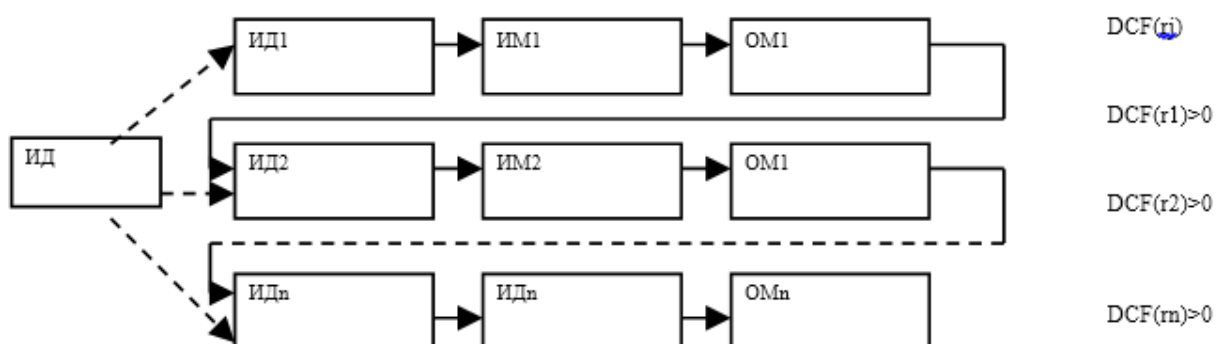 ИД1
ИМ1
ОМ1
DCF(ri)
DCF(r1)>0
ИД
ИД2
ИМ2
ОМ1
DCF(r2)>0
ИДn
ИДn
ОМn
DCF(rn)>0